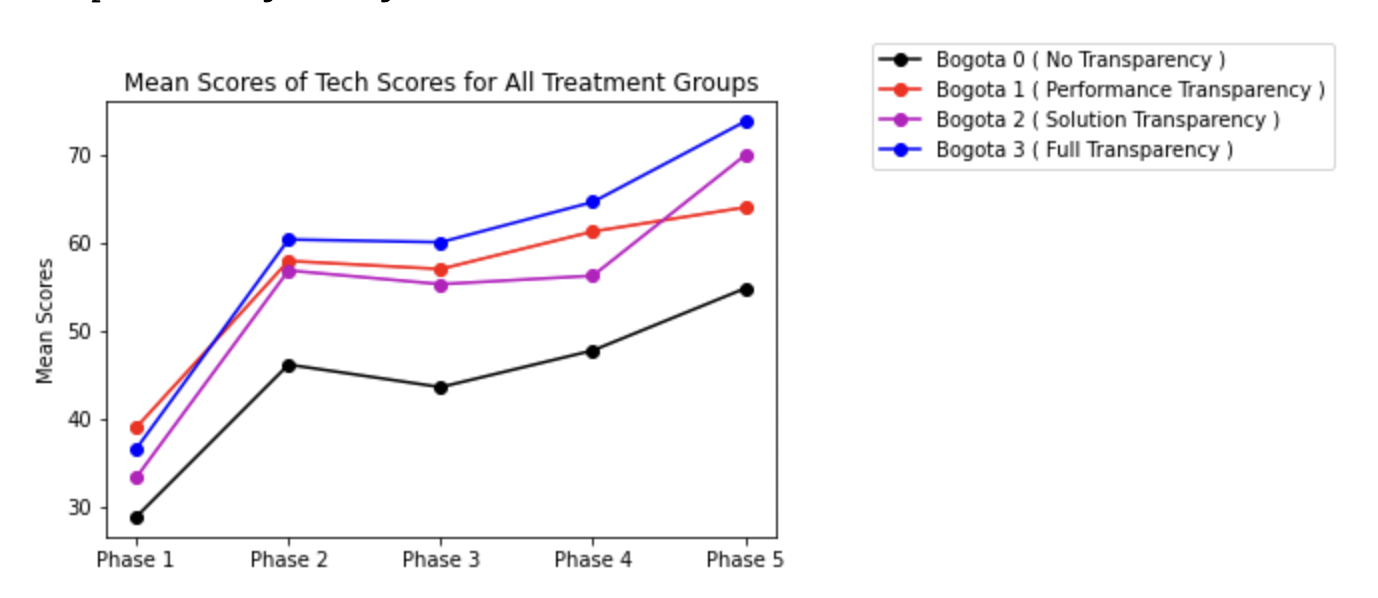 Mean Scores of Tech Scores for All Treatment Groups
Bogota 0 ( No Transparency )
Bogota 1 ( Performance Transparency )
Bogota 2 ( Solution Transparency )
Bogota 3 ( Full Transparency )
Mean Scores
70
60
50
40
30
Phase 1 Phase 2 Phase 3 Phase 4 Phase 5